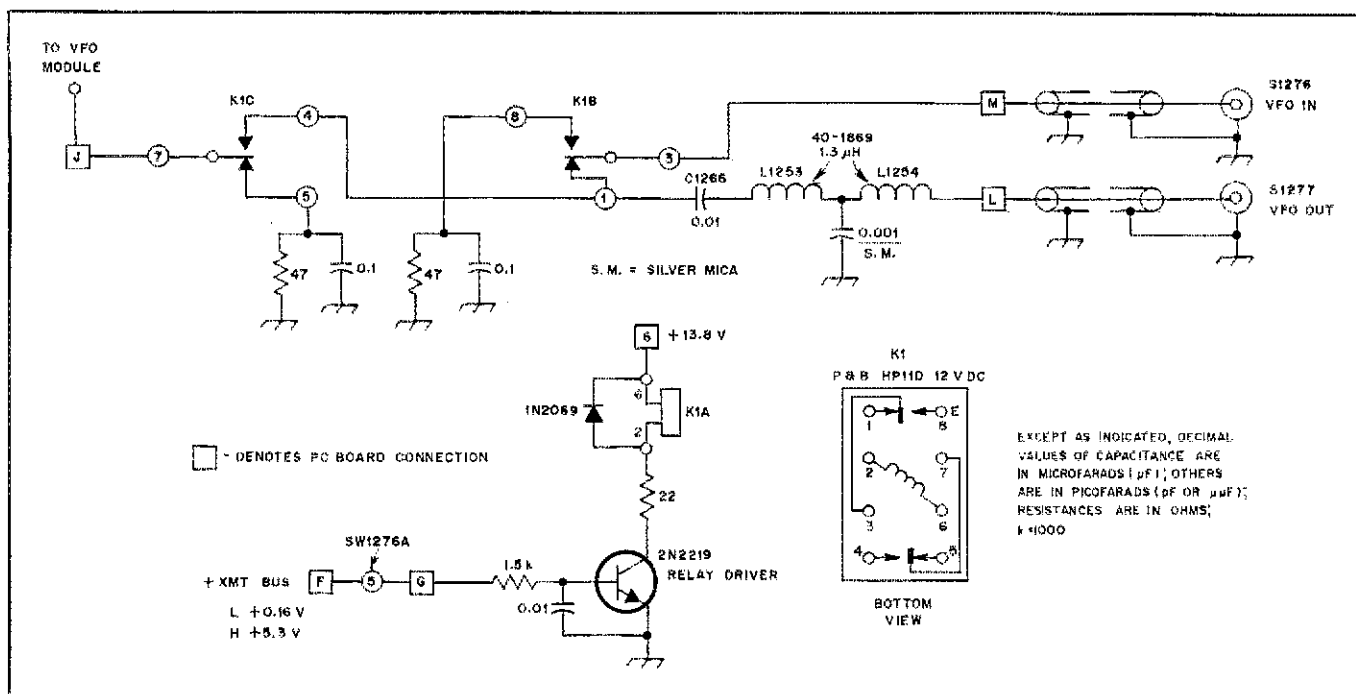 TO VFO
MODULE
K1C
4
8
K1B
M
S1276
VFO IN
J
7
3
40-1869
1.3 µH
5
C1266
L1253
L1254
1
0.01
L
S1277
VFO OUT
47
0.1
47
0.1
0.001
S.M.
S.M. = SILVER MICA
6
+13.8 V
1N2069
6
K1A
2
K1
P & B HP11D 12 V DC
1
8
E
2
7
3
6
4
5
BOTTOM
VIEW
- DENOTES PC BOARD CONNECTION
22
EXCEPT AS INDICATED, DECIMAL
VALUES OF CAPACITANCE ARE
IN MICROFARADS (µF); OTHERS
ARE IN PICOFARADS (pF OR µµF);
RESISTANCES ARE IN OHMS;
k=1000
SW1276A
+ XMT BUS
F
5
G
1.5 k
2N2219
RELAY DRIVER
0.01
L +0.16 V
H +5.3 V